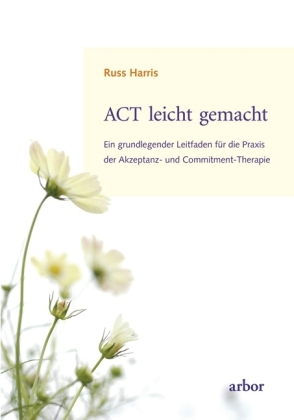 Russ Harris
ACT leicht gemacht
Ein grundlegender Leitfaden für die Praxis
der Akzeptanz- und Commitment-Therapie
arbor